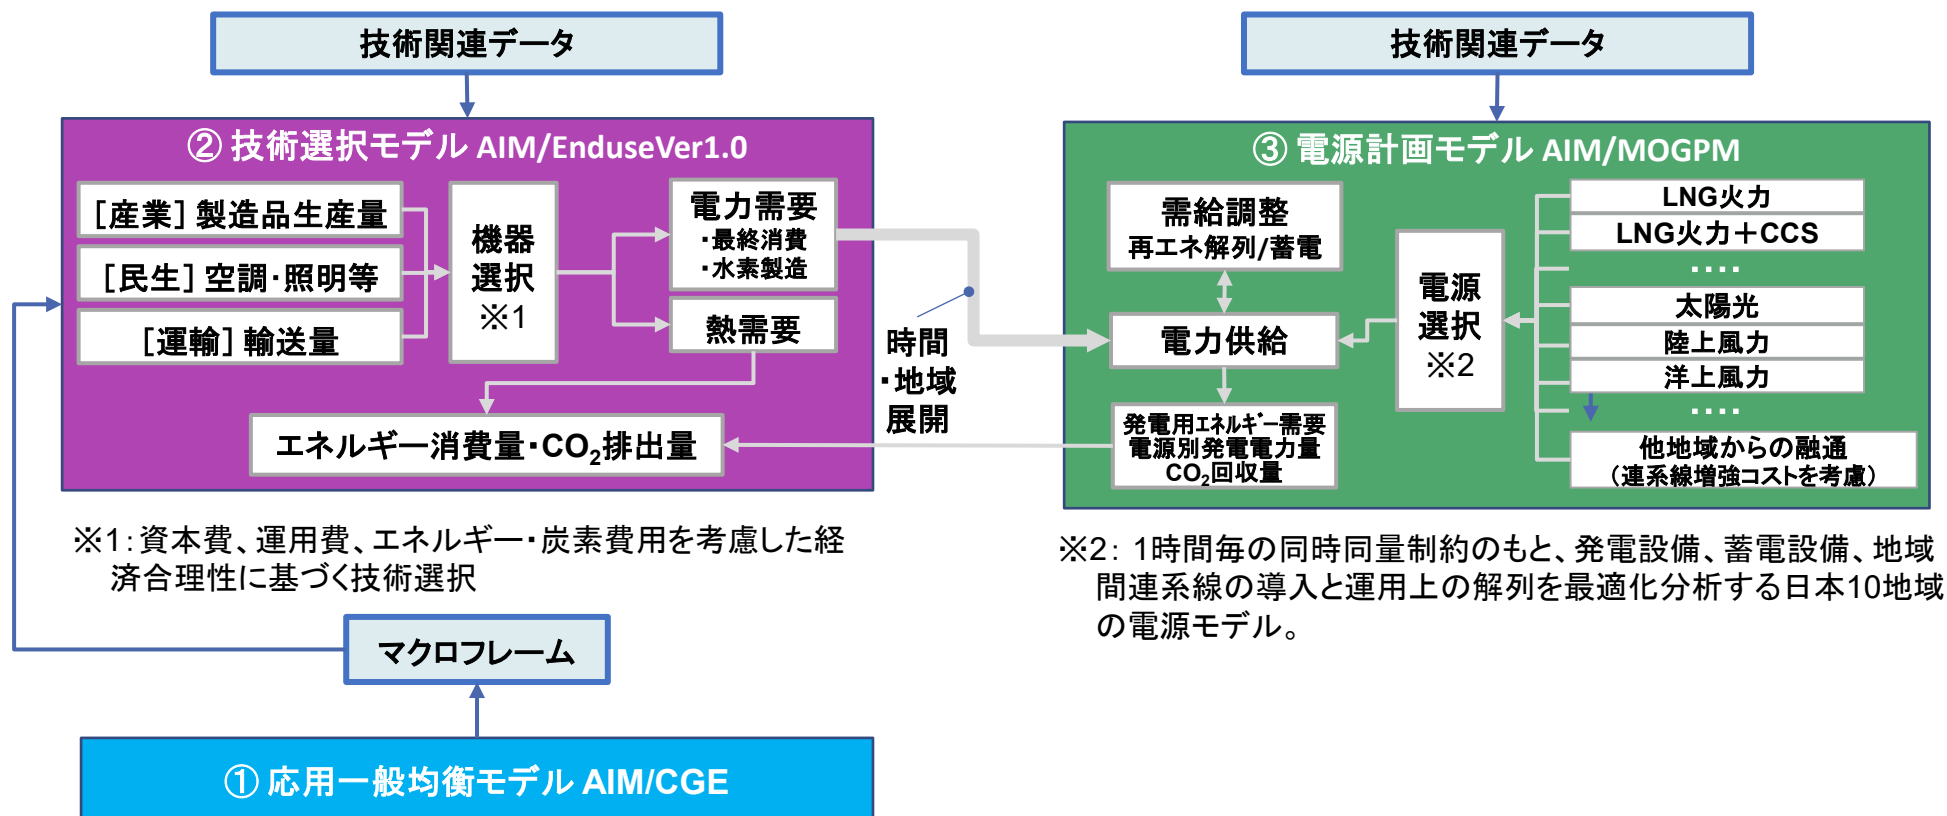 技術関連データ
技術関連データ
② 技術選択モデル AIM/EnduseVer1.0
[産業] 製造品生産量
[民生] 空調･照明等
[運輸] 輸送量
機器
選択
※1
電力需要
・最終消費
・水素製造
熱需要
エネルギー消費量・CO₂排出量
時間
・地域
展開
③ 電源計画モデル AIM/MOGPM
需給調整
再エネ解列/蓄電
電力供給
発電用エネルギー需要
電源別発電電力量
CO₂回収量
電源
選択
※2
LNG火力
LNG火力＋CCS
‥‥
太陽光
陸上風力
洋上風力
‥‥
他地域からの融通
（連系線増強コストを考慮）
※1：資本費、運用費、エネルギー・炭素費用を考慮した経
済合理性に基づく技術選択
※2： 1時間毎の同時同量制約のもと、発電設備、蓄電設備、地域
間連系線の導入と運用上の解列を最適化分析する日本10地域
の電源モデル。
マクロフレーム
① 応用一般均衡モデル AIM/CGE